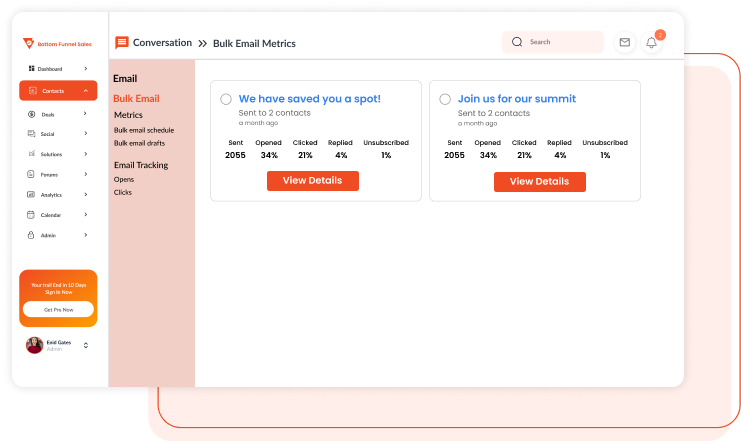 Bottom Funnel Sales
Dashboard
Contacts
Deals
Social
Solutions
Forums
Analytics
Calendar
Admin
Your trail End in 10 Days
Sign In Now
Get Pro Now
Enid Gates
Admin
Conversation >> Bulk Email Metrics
Search
2
Email
Bulk Email
Metrics
Bulk email schedule
Bulk email drafts
Email Tracking
Opens
Clicks
We have saved you a spot!
Sent to 2 contacts
a month ago
Sent Opened Clicked Replied Unsubscribed
2055 34% 21% 4% 1%
View Details
Join us for our summit
Sent to 2 contacts
a month ago
Sent Opened Clicked Replied Unsubscribed
2055 34% 21% 4% 1%
View Details